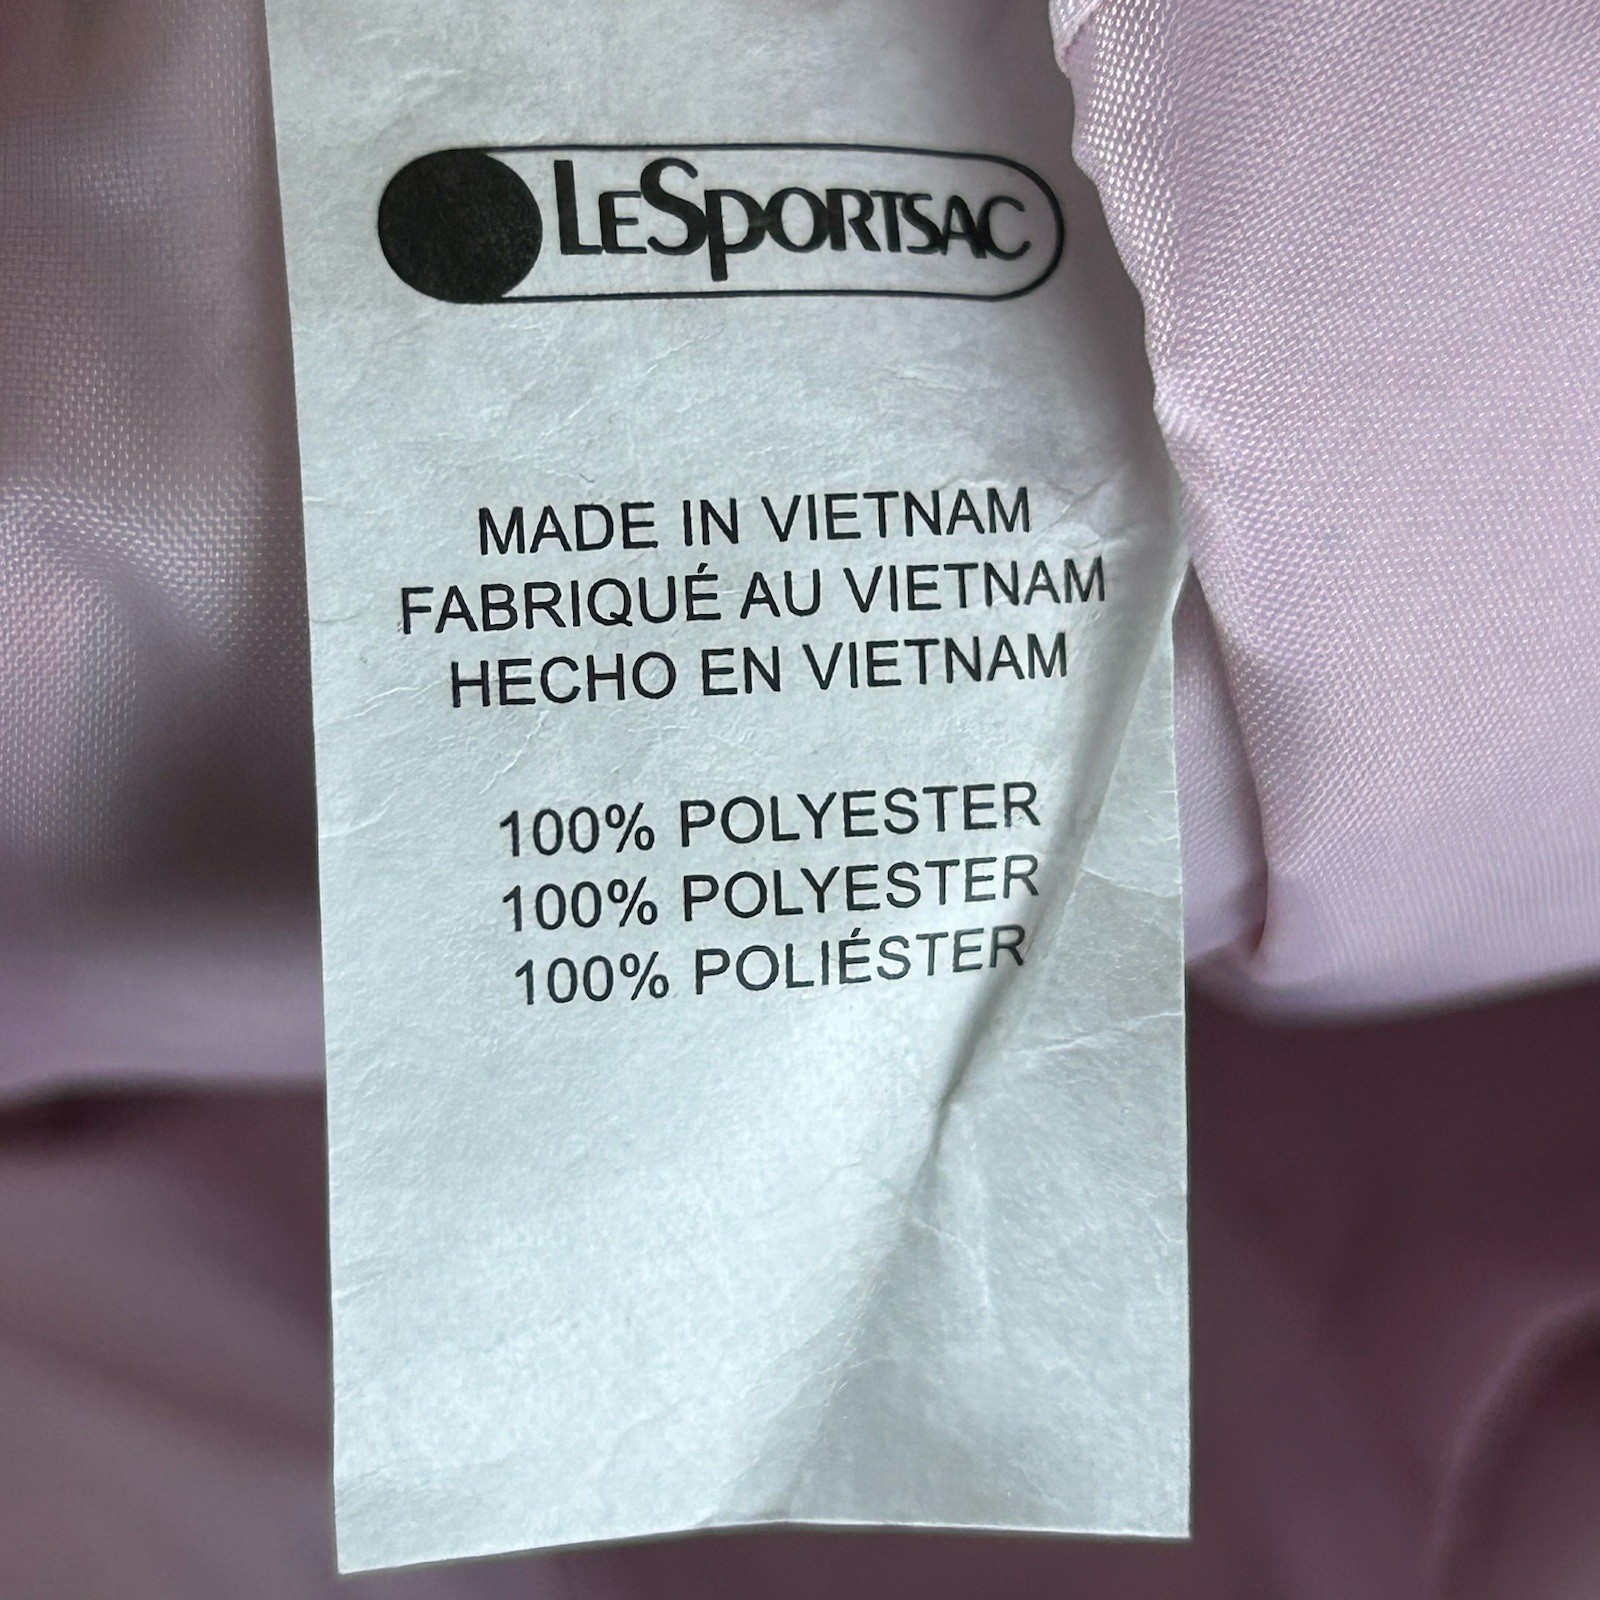 LESPORTSAC
MADE IN VIETNAM
FABRIQUÉ AU VIETNAM
HECHO EN VIETNAM
100% POLYESTER
100% POLYESTER
100% POLIÉSTER